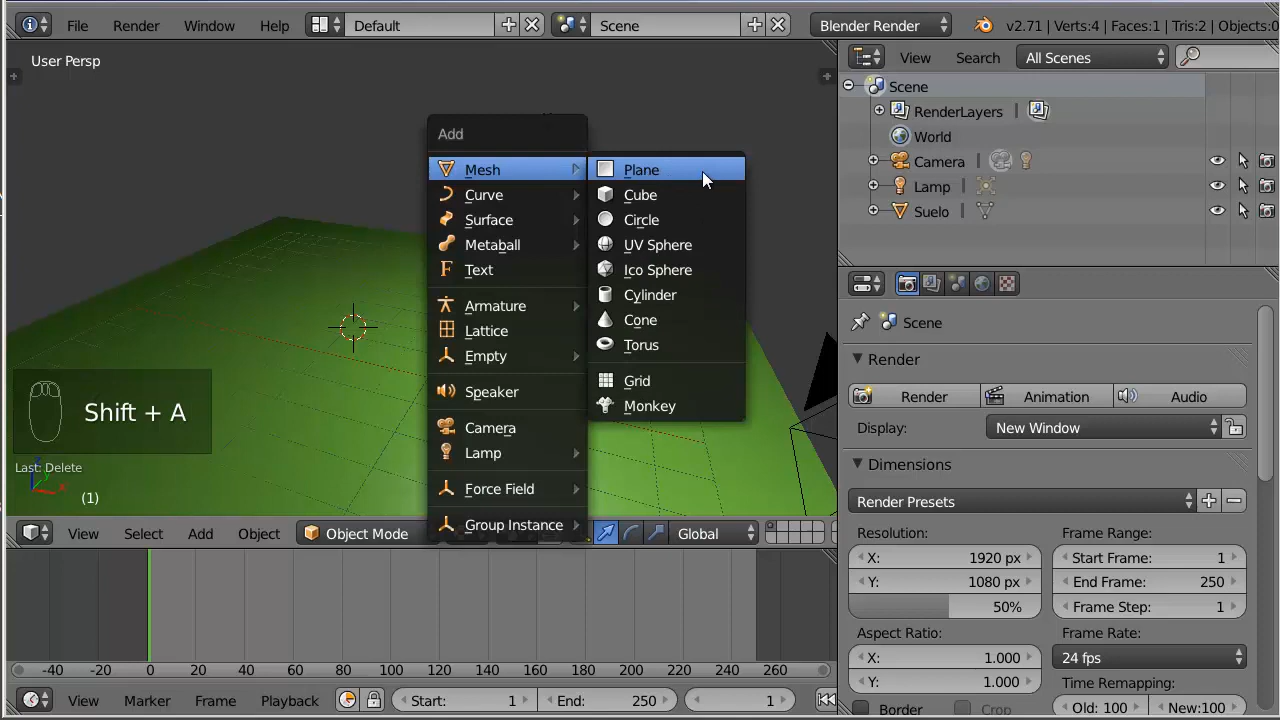 File Render Window Help Default Scene Blender Render v2.71 | Verts:4 | Faces:1 | Tris:2 | Objects:0
User Persp
Add
Mesh
Curve
Surface
Metaball
Text
Armature
Lattice
Empty
Speaker
Camera
Lamp
Force Field
Group Instance
Plane
Cube
Circle
UV Sphere
Ico Sphere
Cylinder
Cone
Torus
Grid
Monkey
Shift + A
Last: Delete
(1)
View Select Add Object Object Mode Global
-40 -20 0 20 40 60 80 100 120 140 160 180 200 220 240 260
View Marker Frame Playback Start: 1 End: 250 1
View Search All Scenes
Scene
RenderLayers
World
Camera
Lamp
Suelo
Scene
Render
Render Animation Audio
Display: New Window
Dimensions
Render Presets
Resolution: Frame Range:
X: 1920 px Start Frame: 1
Y: 1080 px End Frame: 250
50% Frame Step: 1
Aspect Ratio: Frame Rate:
X: 1.000 24 fps
Y: 1.000 Time Remapping:
Border Crop Old: 100 New:100